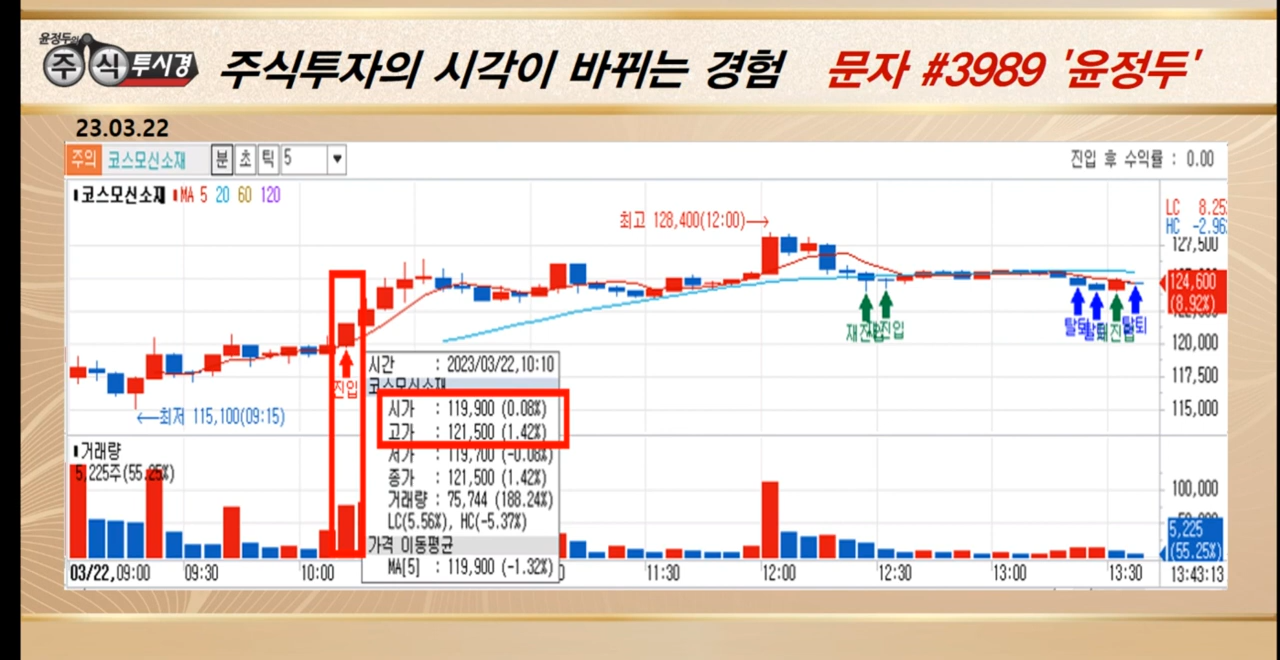 윤정두의
주식투시경
주식투자의 시각이 바뀌는 경험 문자 #3989 '윤정두'
23.03.22
주의 코스모신소재 분 초 틱 5 진입 후 수익률 : 0.00
코스모신소재 MA 5 20 60 120
LC 8.25
HC -2.96
최고 128,400(12:00)
127,500
124,600
(8.92%)
재진입 재진입 탈퇴 탈퇴 재진입 탈퇴
120,000
117,500
115,000
진입
최저 115,100(09:15)
시간 : 2023/03/22,10:10
코스모신소재
시가 : 119,900 (0.08%)
고가 : 121,500 (1.42%)
저가 : 119,700 (-0.08%)
종가 : 121,500 (1.42%)
거래량 : 75,744 (188.24%)
LC(5.56%), HC(-5.37%)
가격 이동평균
MA[5] : 119,900 (-1.32%)
거래량
5,225주(55.25%)
100,000
5,225
(55.25%)
03/22,09:00 09:30 10:00 11:30 12:00 12:30 13:00 13:30 13:43:13